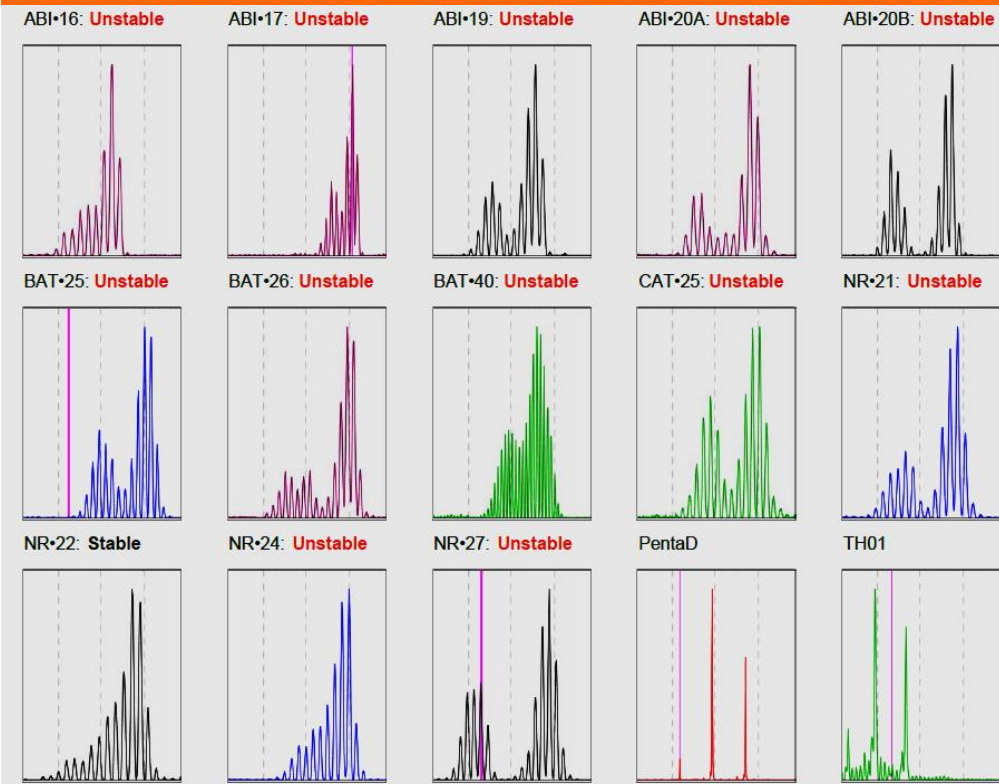 ABI•16: Unstable
ABI•17: Unstable
ABI•19: Unstable
ABI•20A: Unstable
ABI•20B: Unstable
BAT•25: Unstable
BAT•26: Unstable
BAT•40: Unstable
CAT•25: Unstable
NR•21: Unstable
NR•22: Stable
NR•24: Unstable
NR•27: Unstable
PentaD
TH01